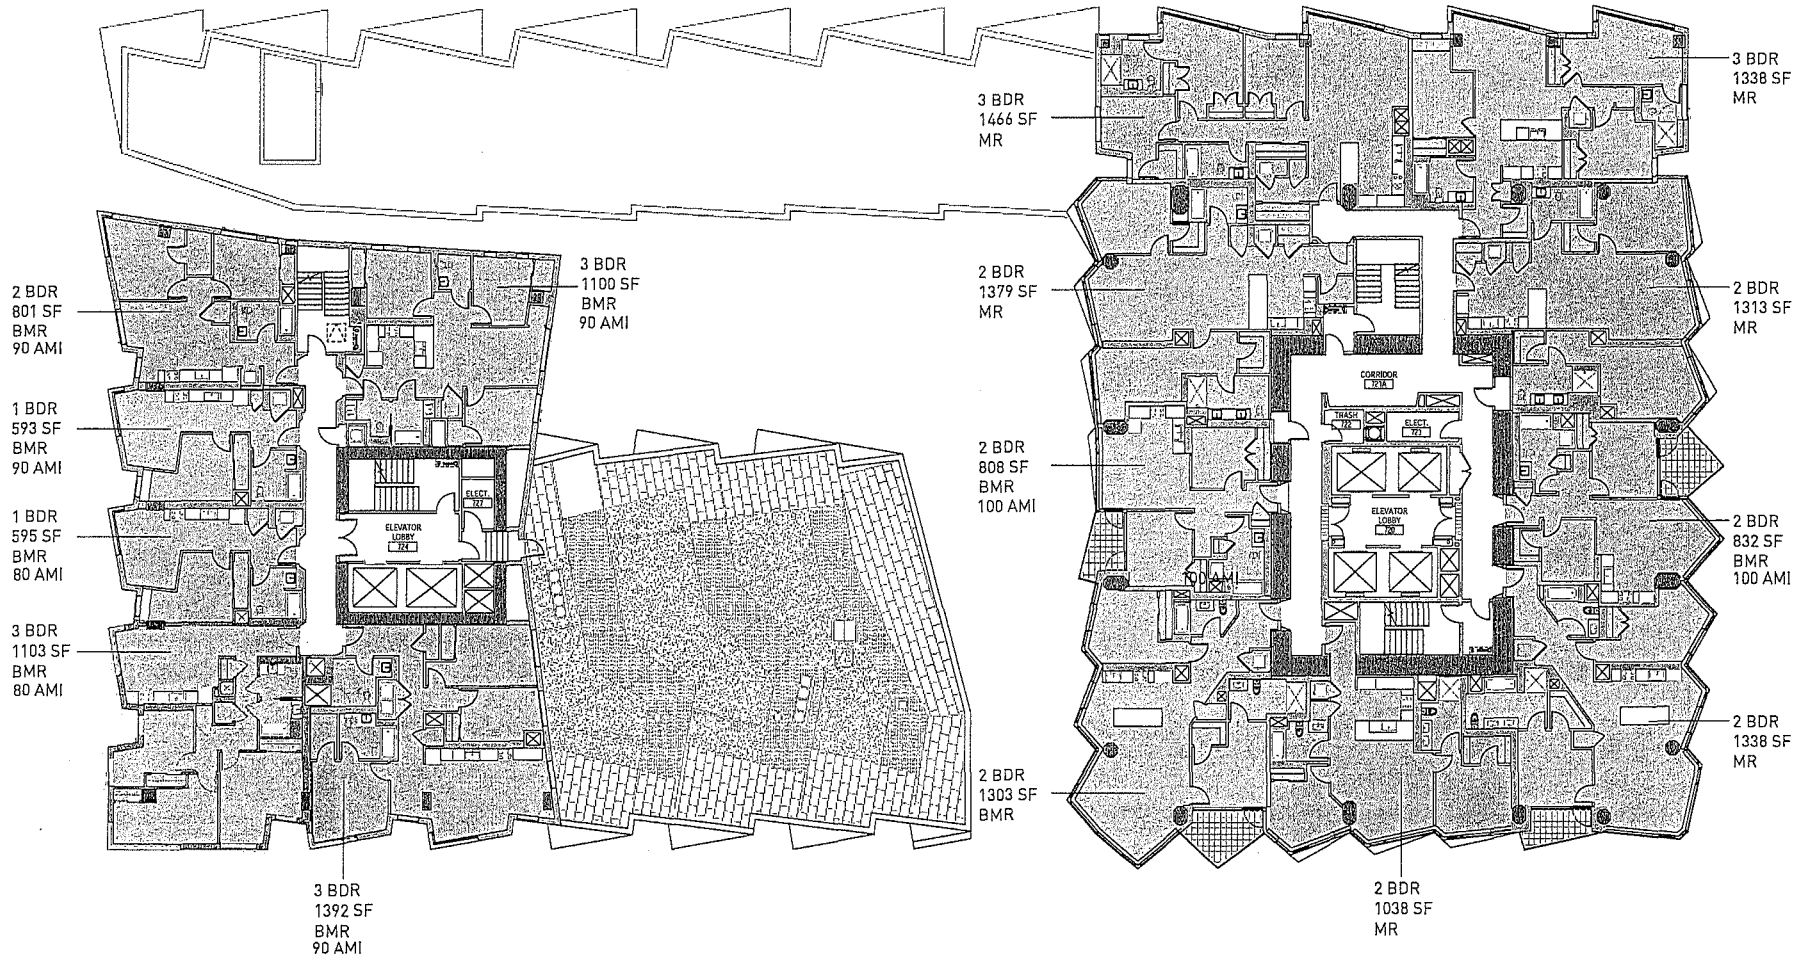 3 BDR
1338 SF
MR
3 BDR
1466 SF
MR
3 BDR
1100 SF
BMR
90 AMI
2 BDR
801 SF
BMR
90 AMI
2 BDR
1379 SF
MR
2 BDR
1313 SF
MR
CORRIDOR
721A
1 BDR
593 SF
BMR
90 AMI
TRASH
722
ELECT.
723
2 BDR
808 SF
BMR
100 AMI
ELECT.
727
1 BDR
595 SF
BMR
80 AMI
ELEVATOR
LOBBY
724
ELEVATOR
LOBBY
720
2 BDR
832 SF
BMR
100 AMI
100 AMI
3 BDR
1103 SF
BMR
80 AMI
2 BDR
1338 SF
MR
2 BDR
1303 SF
BMR
3 BDR
1392 SF
BMR
90 AMI
2 BDR
1038 SF
MR